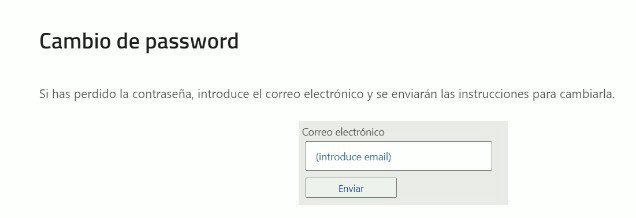 Cambio de password
Si has perdido la contraseña, introduce el correo electrónico y se enviarán las instrucciones para cambiarla.
Correo electrónico
(introduce email)
Enviar